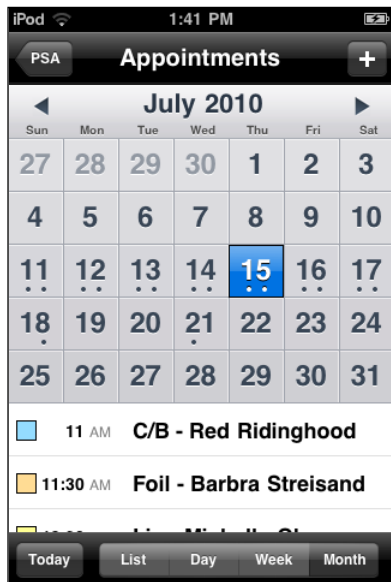 iPod 1:41 PM
PSA Appointments +
July 2010
Sun Mon Tue Wed Thu Fri Sat
27 28 29 30 1 2 3
4 5 6 7 8 9 10
11 12 13 14 15 16 17
18 19 20 21 22 23 24
25 26 27 28 29 30 31
11 AM C/B - Red Ridinghood
11:30 AM Foil - Barbra Streisand
Today List Day Week Month